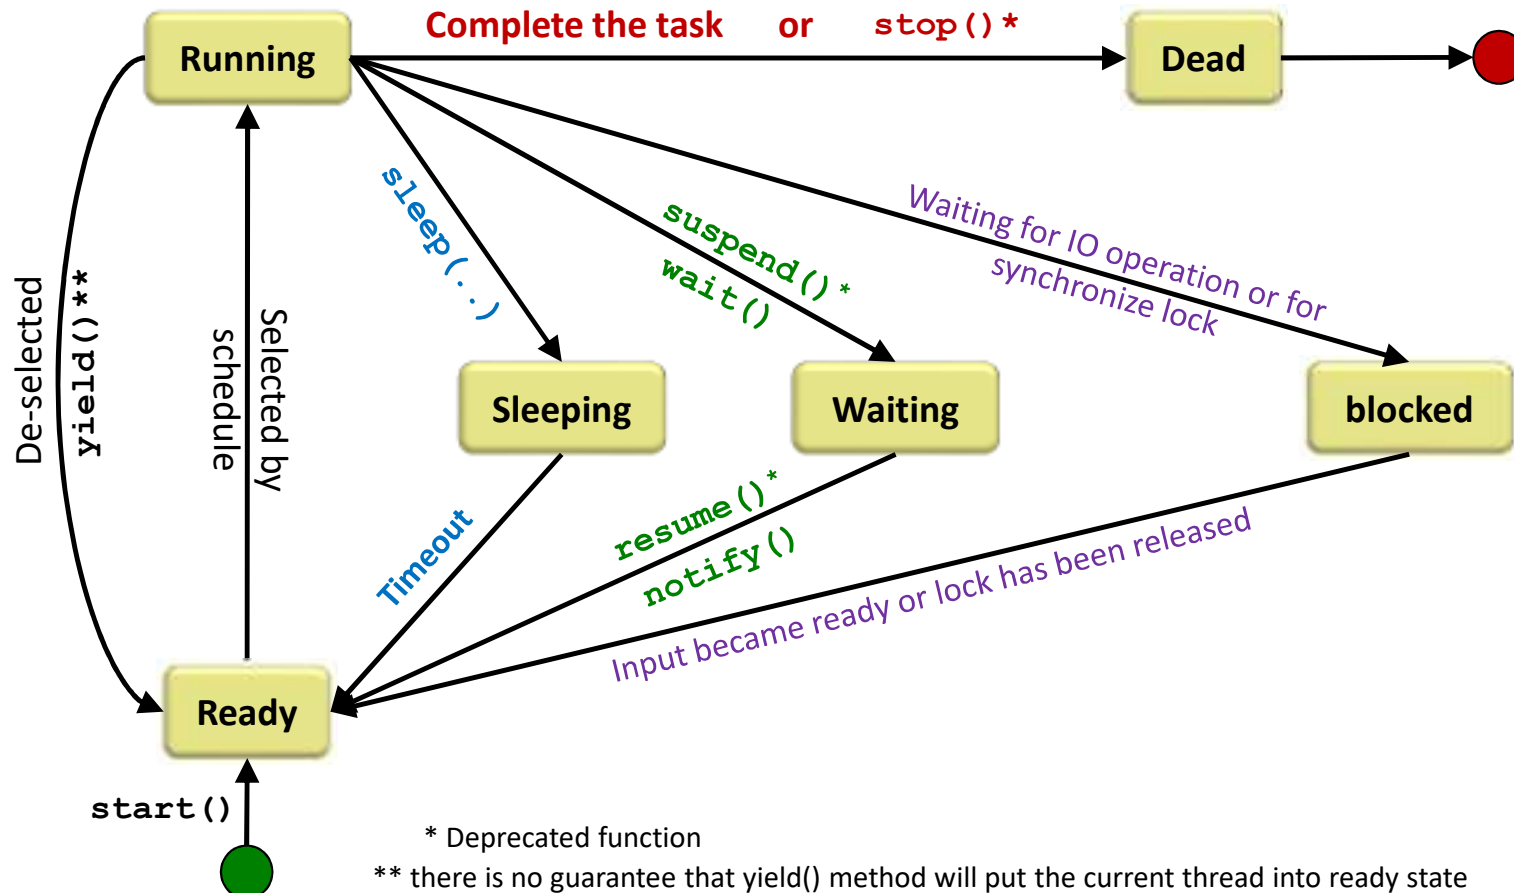 Complete the task or stop()*
Running
Dead
sleep(..)
suspend()*
wait()
Waiting for IO operation or for
synchronize lock
De-selected
yield()**
Selected by
schedule
Sleeping
Waiting
blocked
Timeout
resume()*
notify()
Input became ready or lock has been released
Ready
start()
* Deprecated function
** there is no guarantee that yield() method will put the current thread into ready state